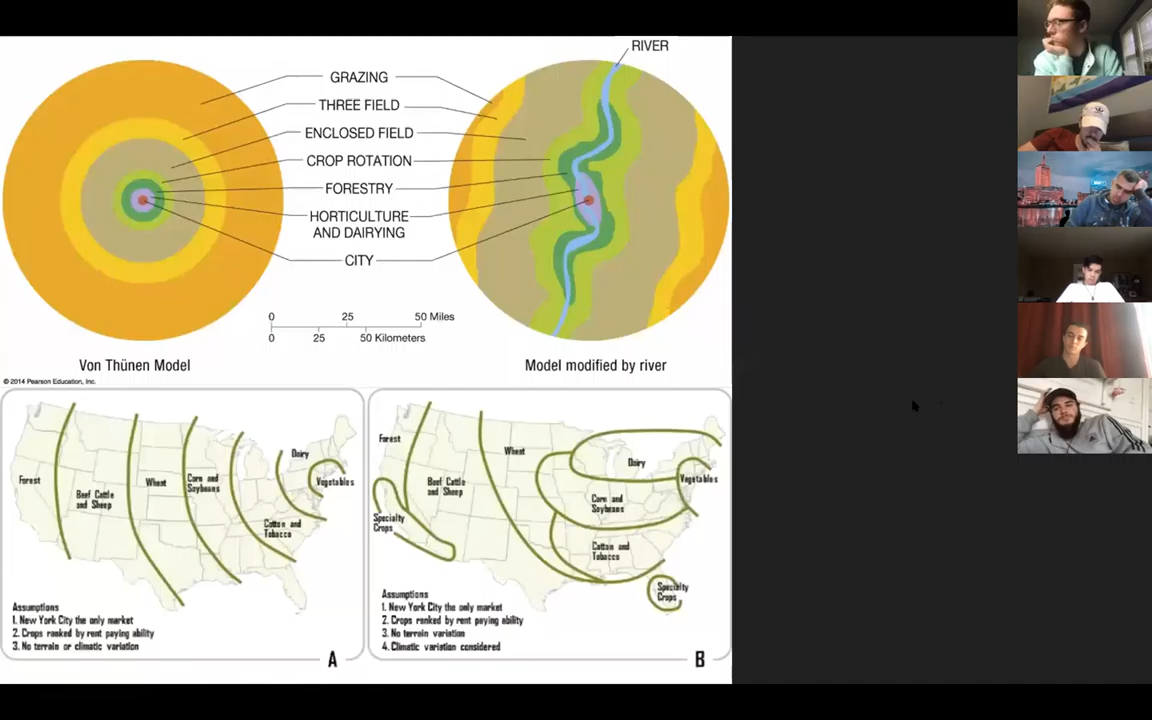 RIVER
GRAZING
THREE FIELD
ENCLOSED FIELD
CROP ROTATION
FORESTRY
HORTICULTURE
AND DAIRYING
CITY
0 25 50 Miles
0 25 50 Kilometers
Von Thünen Model
Model modified by river
© 2014 Pearson Education, Inc.
Forest
Beef Cattle
and Sheep
Wheat
Corn and
Soybeans
Dairy
Vegetables
Cotton and
Tobacco
Assumptions
1. New York City the only market
2. Crops ranked by rent paying ability
3. No terrain or climatic variation
A
Forest
Specialty
Crops
Beef Cattle
and Sheep
Wheat
Dairy
Vegetables
Corn and
Soybeans
Cotton and
Tobacco
Specialty
Crops
Assumptions
1. New York City the only market
2. Crops ranked by rent paying ability
3. No terrain variation
4. Climatic variation considered
B